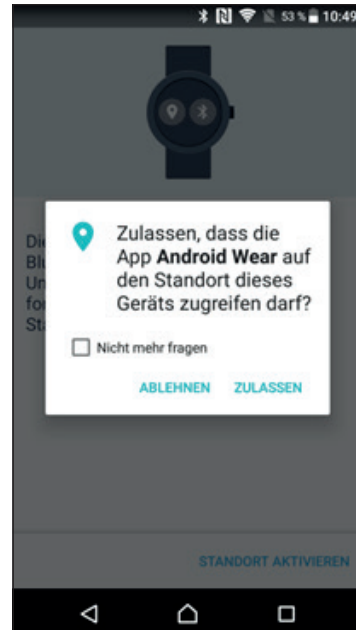 53 % 10:49
Zulassen, dass die
App Android Wear auf
den Standort dieses
Geräts zugreifen darf?
Nicht mehr fragen
ABLEHNEN ZULASSEN
STANDORT AKTIVIEREN